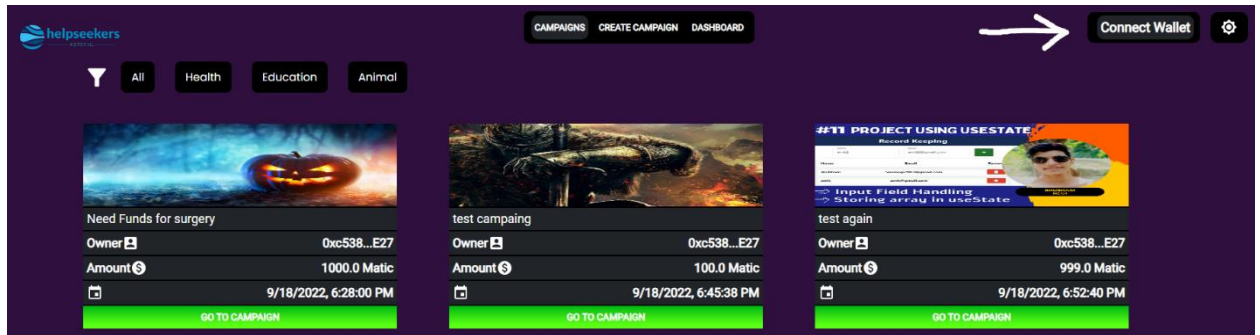 helpseekers
CAMPAIGNS CREATE CAMPAIGN DASHBOARD
Connect Wallet
All Health Education Animal
#11 PROJECT USING USESTATE
Record Keeping
Input Field Handling
Storing array in useState
Need Funds for surgery
test campaing
test again
Owner 0xc538...E27
Owner 0xc538...E27
Owner 0xc538...E27
Amount 1000.0 Matic
Amount 100.0 Matic
Amount 999.0 Matic
9/18/2022, 6:28:00 PM
9/18/2022, 6:45:38 PM
9/18/2022, 6:52:40 PM
GO TO CAMPAIGN
GO TO CAMPAIGN
GO TO CAMPAIGN